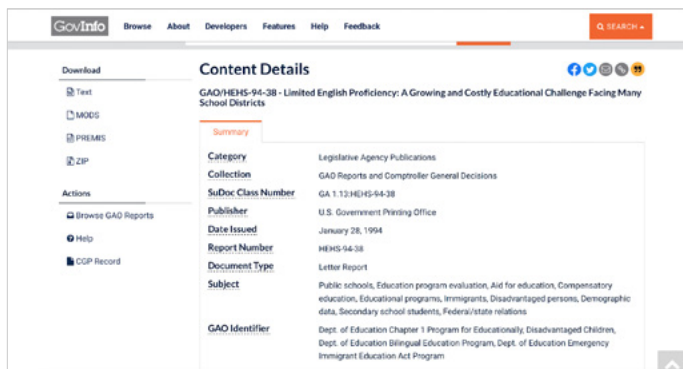 GovInfo Browse About Developers Features Help Feedback SEARCH
Download
Text
MODS
PREMIS
ZIP
Actions
Browse GAO Reports
Help
CGP Record
Content Details
GAO/HEHS-94-38 - Limited English Proficiency: A Growing and Costly Educational Challenge Facing Many
School Districts
Summary
Category Legislative Agency Publications
Collection GAO Reports and Comptroller General Decisions
SuDoc Class Number GA 1.13:HEHS-94-38
Publisher U.S. Government Printing Office
Date Issued January 28, 1994
Report Number HEHS-94-38
Document Type Letter Report
Subject Public schools, Education program evaluation, Aid for education, Compensatory
education, Educational programs, Immigrants, Disadvantaged persons, Demographic
data, Secondary school students, Federal/state relations
GAO Identifier Dept. of Education Chapter 1 Program for Educationally, Disadvantaged Children,
Dept. of Education Bilingual Education Program, Dept. of Education Emergency
Immigrant Education Act Program